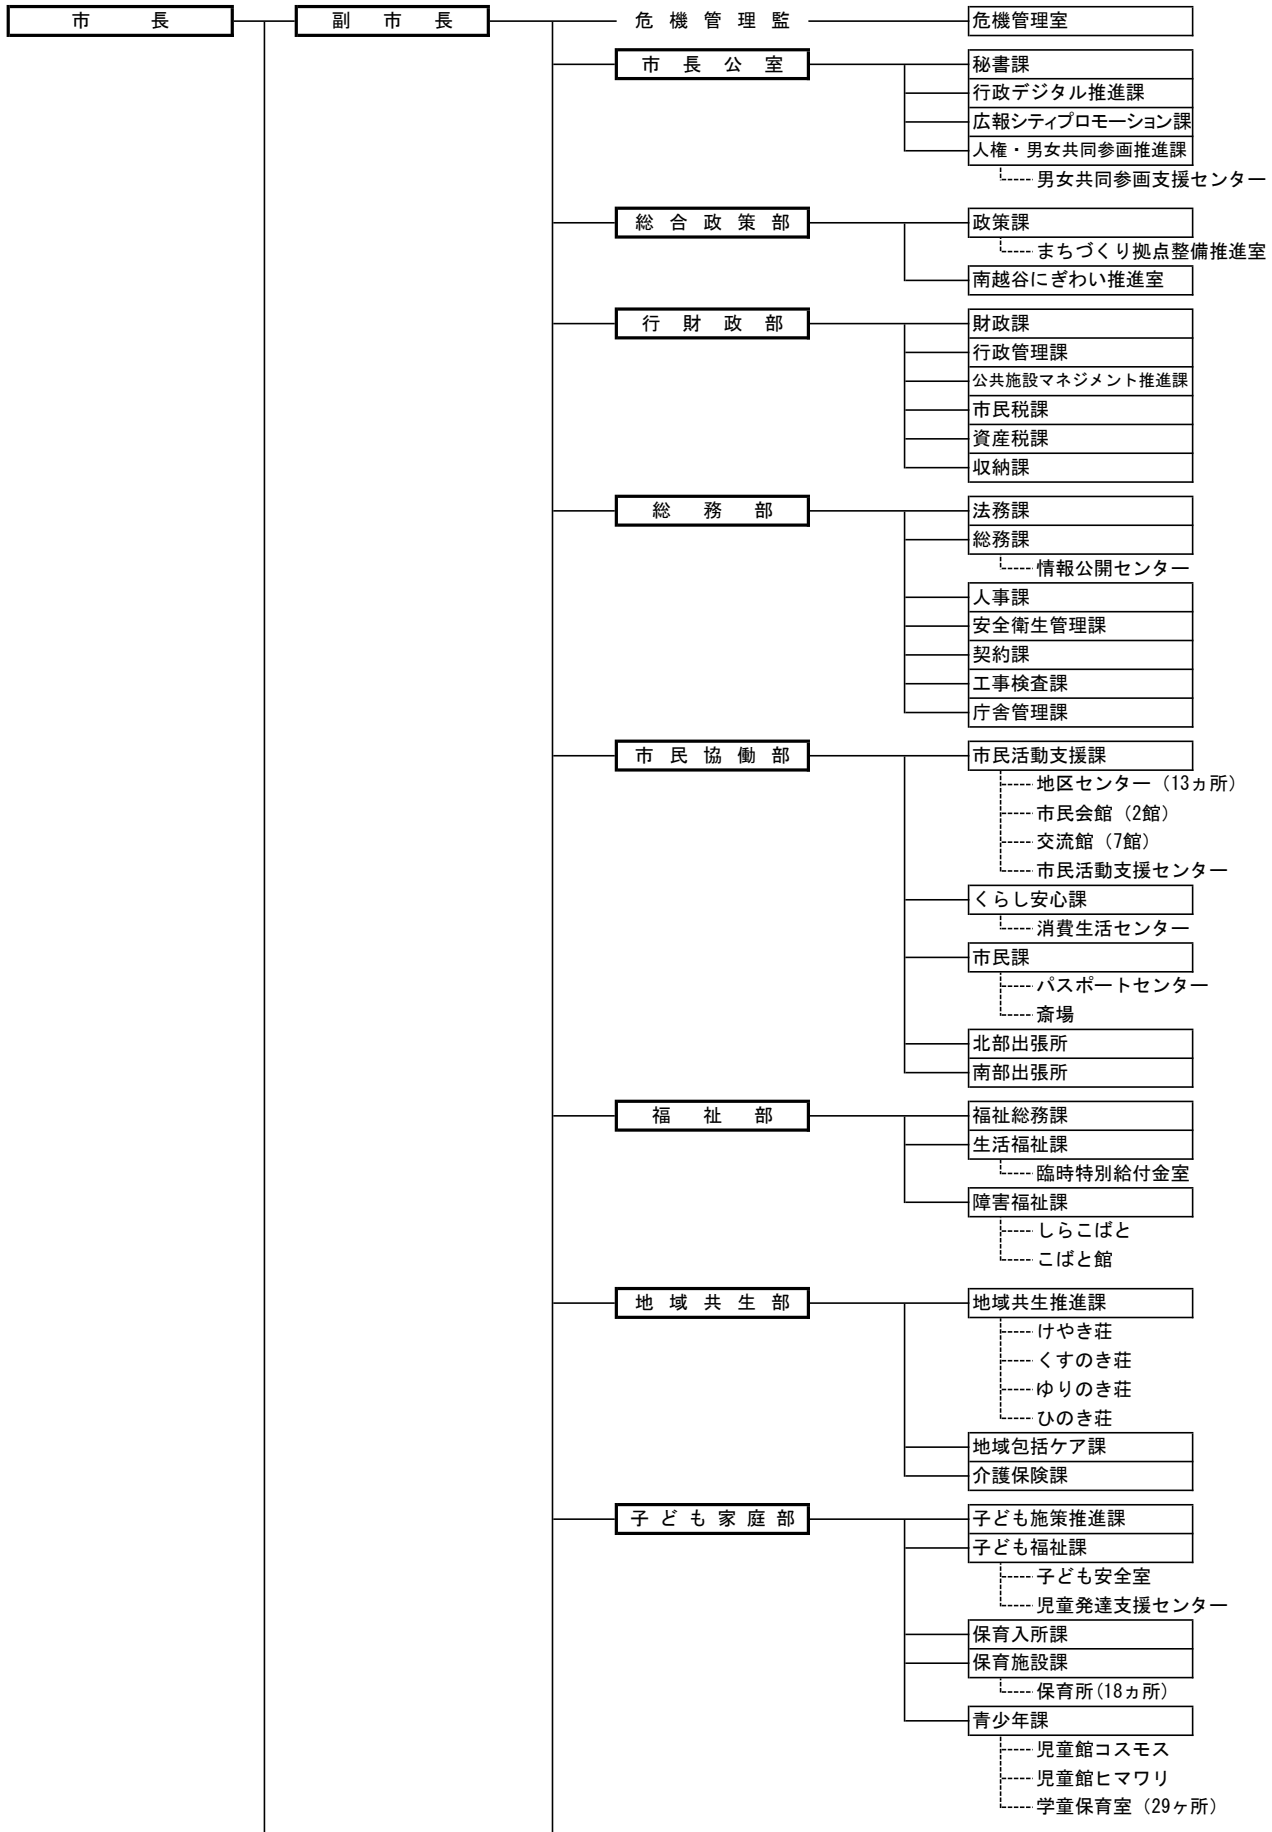 市長 副市長 危機管理監 危機管理室
市長公室 秘書課
行政デジタル推進課
広報シティプロモーション課
人権・男女共同参画推進課
男女共同参画支援センター
総合政策部 政策課
まちづくり拠点整備推進室
南越谷にぎわい推進室
行財政部 財政課
行政管理課
公共施設マネジメント推進課
市民税課
資産税課
収納課
総務部 法務課
総務課
情報公開センター
人事課
安全衛生管理課
契約課
工事検査課
庁舎管理課
市民協働部 市民活動支援課
地区センター（13ヵ所）
市民会館（2館）
交流館（7館）
市民活動支援センター
くらし安心課
消費生活センター
市民課
パスポートセンター
斎場
北部出張所
南部出張所
福祉部 福祉総務課
生活福祉課
臨時特別給付金室
障害福祉課
しらこばと
こばと館
地域共生部 地域共生推進課
けやき荘
くすのき荘
ゆりのき荘
ひのき荘
地域包括ケア課
介護保険課
子ども家庭部 子ども施策推進課
子ども福祉課
子ども安全室
児童発達支援センター
保育入所課
保育施設課
保育所(18ヵ所)
青少年課
児童館コスモス
児童館ヒマワリ
学童保育室（29ヶ所）